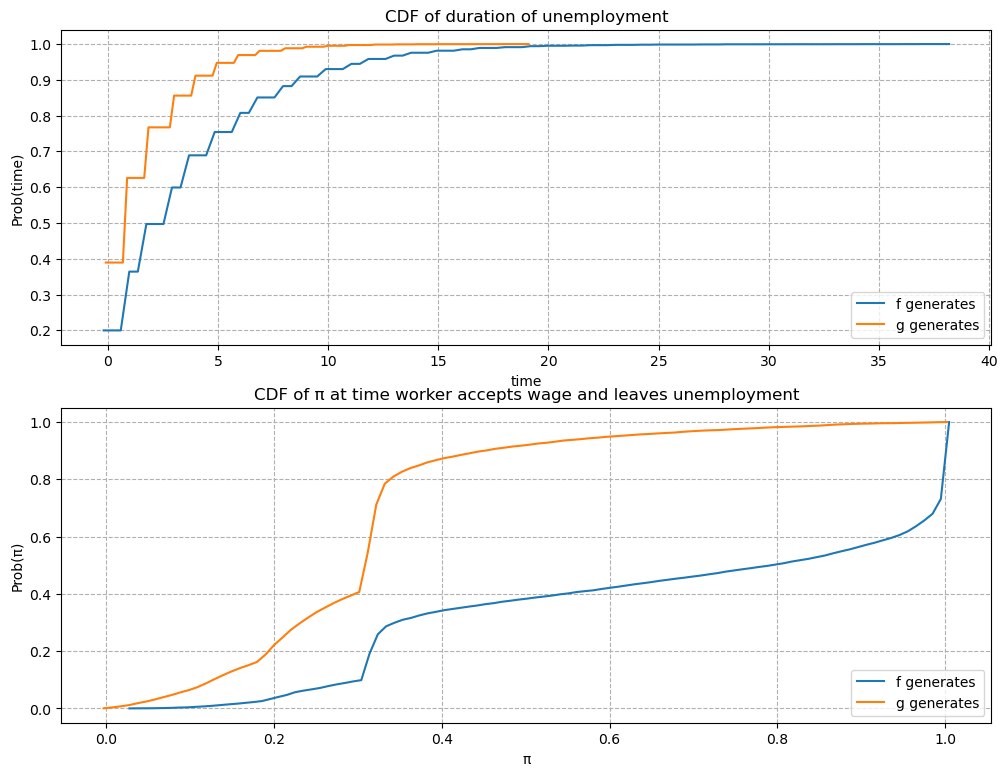 CDF of duration of unemployment
1.0
0.9
0.8
0.7
0.6
0.5
0.4
0.3
0.2
Prob(time)
f generates
g generates
0 5 10 15 20 25 30 35 40
time
CDF of π at time worker accepts wage and leaves unemployment
1.0
0.8
0.6
0.4
0.2
0.0
Prob(π)
f generates
g generates
0.0 0.2 0.4 0.6 0.8 1.0
π